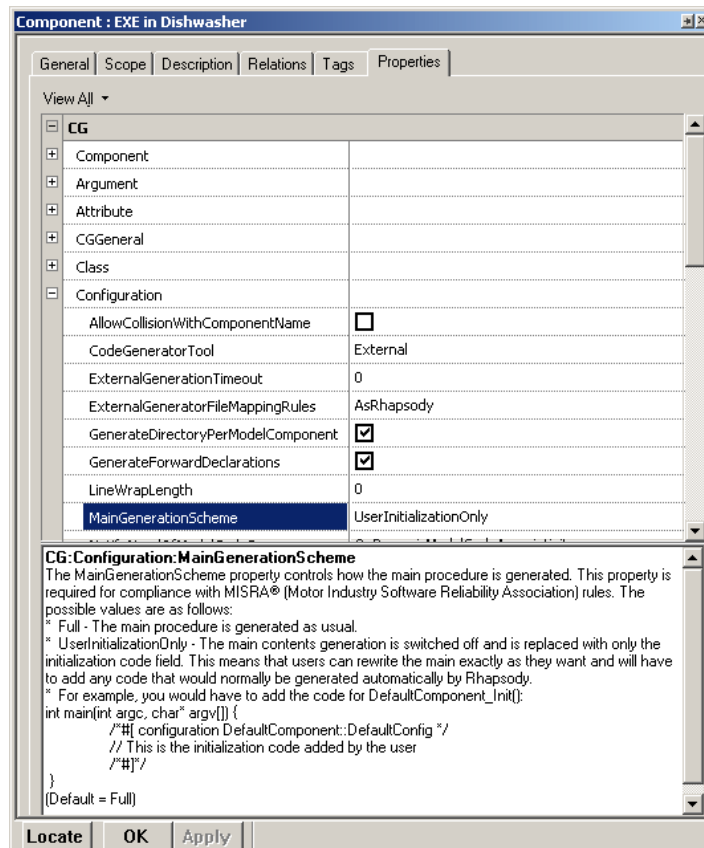 Component : EXE in Dishwasher
General Scope Description Relations Tags Properties
View All
CG
Component
Argument
Attribute
CGGeneral
Class
Configuration
AllowCollisionWithComponentName
CodeGeneratorTool External
ExternalGenerationTimeout 0
ExternalGeneratorFileMappingRules AsRhapsody
GenerateDirectoryPerModelComponent
GenerateForwardDeclarations
LineWrapLength 0
MainGenerationScheme UserInitializationOnly
CG:Configuration:MainGenerationScheme
The MainGenerationScheme property controls how the main procedure is generated. This property is
required for compliance with MISRA® (Motor Industry Software Reliability Association) rules. The
possible values are as follows:
* Full - The main procedure is generated as usual.
* UserInitializationOnly - The main contents generation is switched off and is replaced with only the
initialization code field. This means that users can rewrite the main exactly as they want and will have
to add any code that would normally be generated automatically by Rhapsody.
* For example, you would have to add the code for DefaultComponent_Init():
int main(int argc, char* argv[]) {
/*#[ configuration DefaultComponent::DefaultConfig */
// This is the initialization code added by the user
/*#]*/
}
(Default = Full)
Locate OK Apply